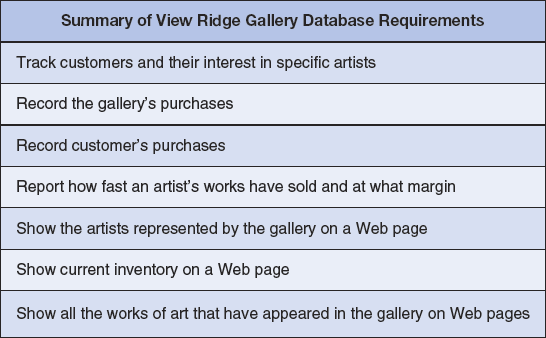 Summary of View Ridge Gallery Database Requirements
Track customers and their interest in specific artists
Record the gallery’s purchases
Record customer’s purchases
Report how fast an artist’s works have sold and at what margin
Show the artists represented by the gallery on a Web page
Show current inventory on a Web page
Show all the works of art that have appeared in the gallery on Web pages